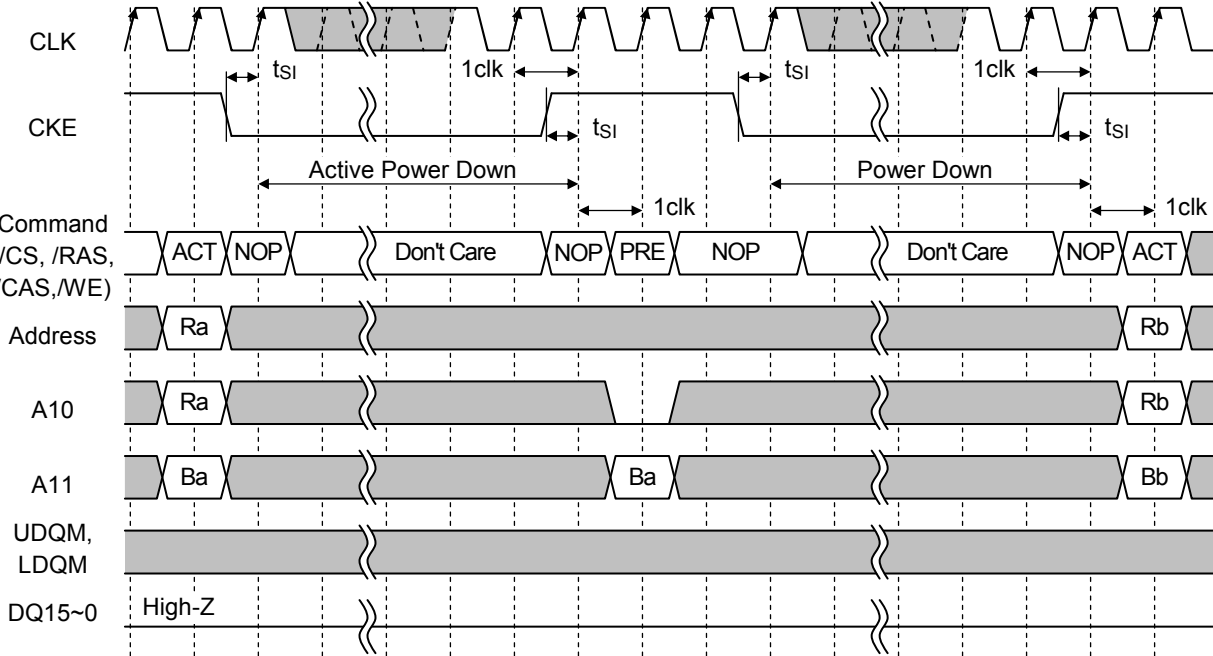 CLK
tSI 1clk tSI 1clk
CKE
tSI tSI
Active Power Down Power Down
1clk 1clk
Command
/CS, /RAS,
/CAS,/WE)
ACT NOP Don't Care NOP PRE NOP Don't Care NOP ACT
Address Ra Rb
A10 Ra Rb
A11 Ba Ba Bb
UDQM,
LDQM
DQ15~0 High-Z